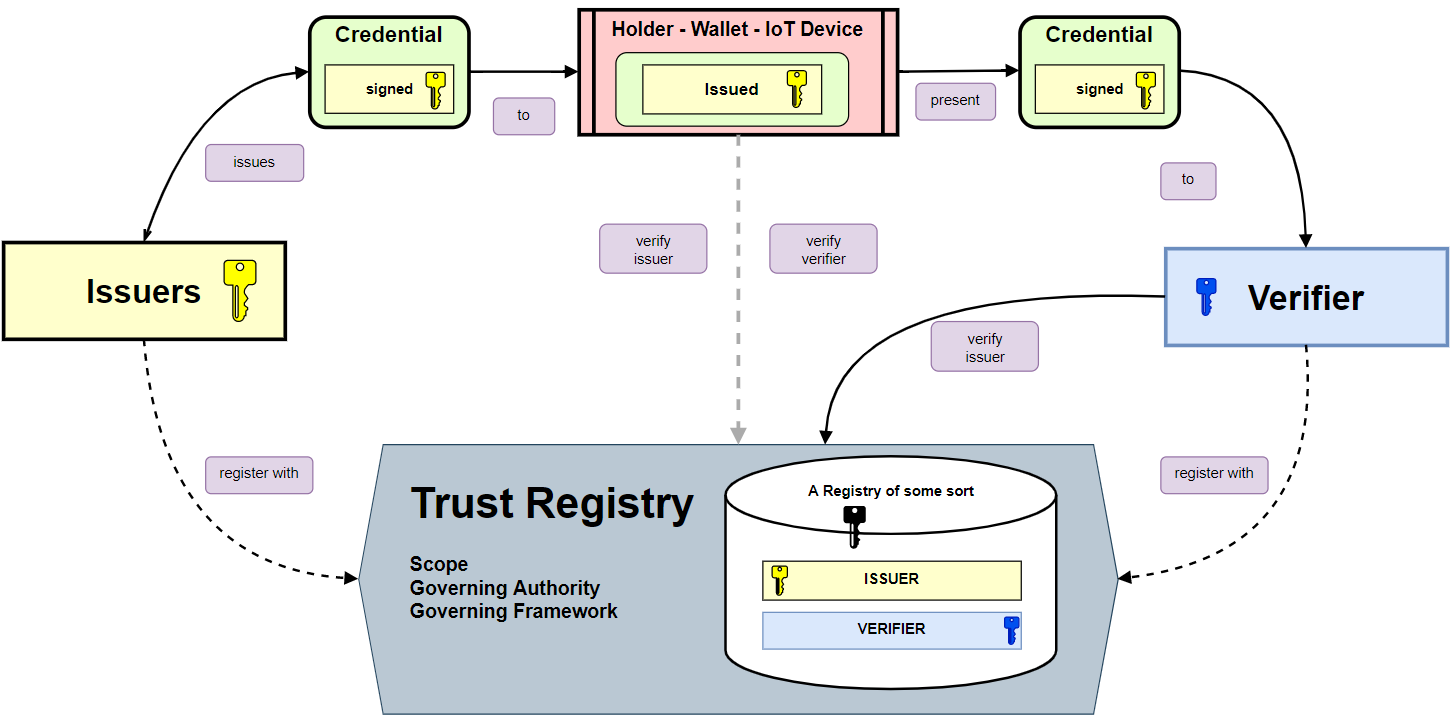 Credential
signed
Holder - Wallet - IoT Device
Issued
Credential
signed
to
present
issues
to
verify
issuer
verify
verifier
Issuers
Verifier
verify
issuer
register with
register with
Trust Registry
A Registry of some sort
Scope
Governing Authority
Governing Framework
ISSUER
VERIFIER